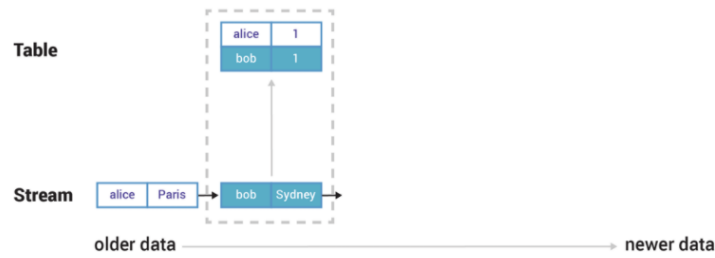 Table
alice 1
bob 1
Stream alice Paris bob Sydney
older data newer data